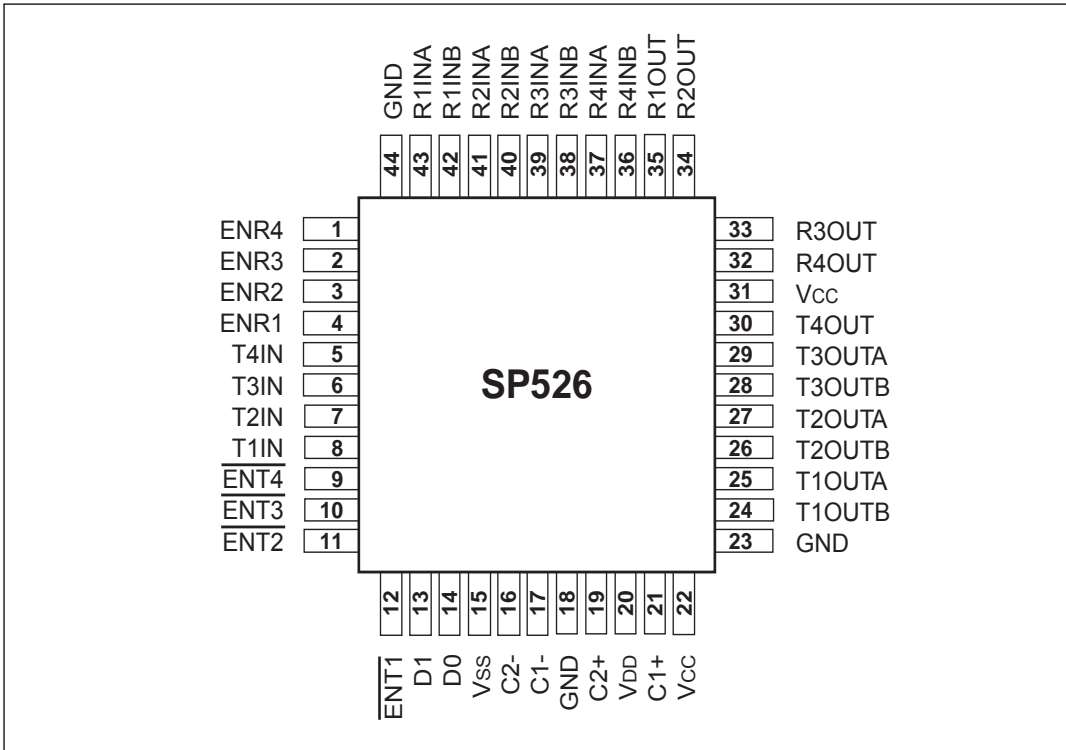 GND
R1INA
R1INB
R2INA
R2INB
R3INA
R3INB
R4INA
R4INB
R1OUT
R2OUT
44
43
42
41
40
39
38
37
36
35
34
ENR4 1
ENR3 2
ENR2 3
ENR1 4
T4IN 5
T3IN 6
T2IN 7
T1IN 8
ENT4 9
ENT3 10
ENT2 11
SP526
33 R3OUT
32 R4OUT
31 VCC
30 T4OUT
29 T3OUTA
28 T3OUTB
27 T2OUTA
26 T2OUTB
25 T1OUTA
24 T1OUTB
23 GND
12
13
14
15
16
17
18
19
20
21
22
ENT1
D1
D0
VSS
C2-
C1-
GND
C2+
VDD
C1+
VCC